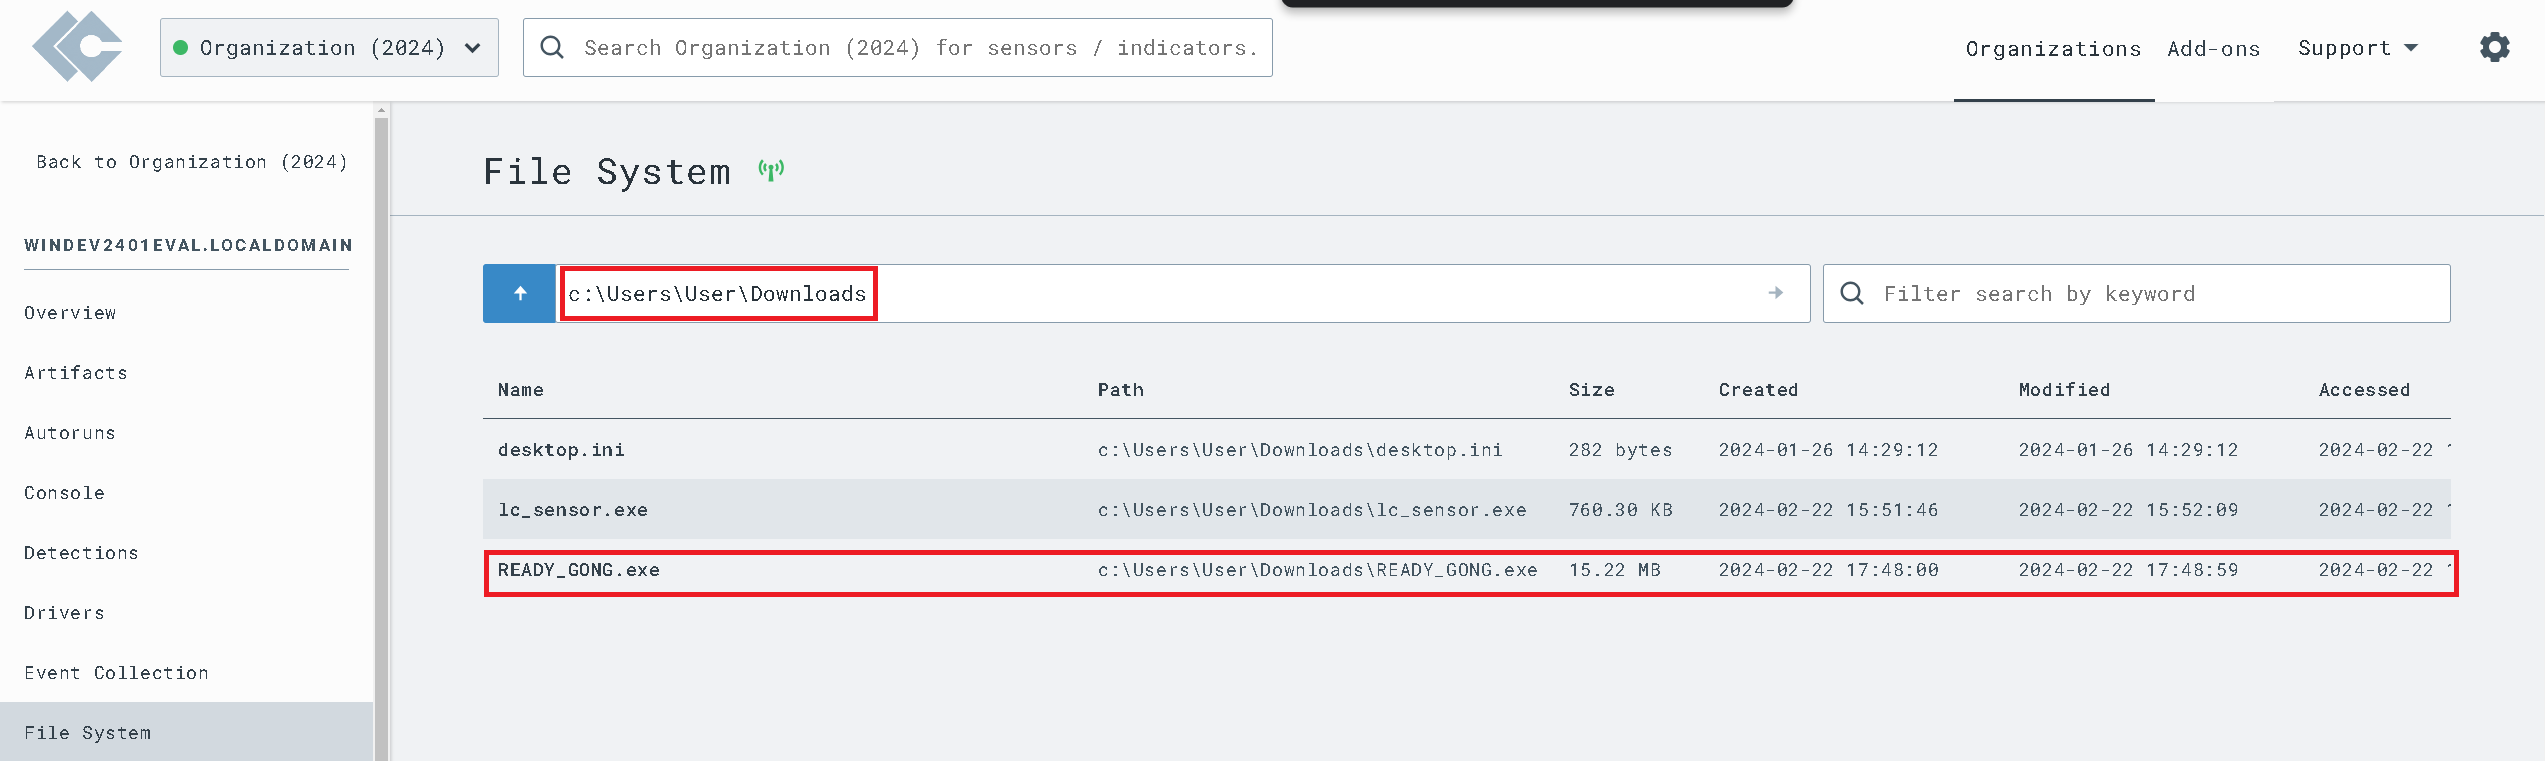 Organization (2024)
Search Organization (2024) for sensors / indicators.
Organizations
Add-ons
Support
Back to Organization (2024)
WINDEV2401EVAL.LOCALDOMAIN
Overview
Artifacts
Autoruns
Console
Detections
Drivers
Event Collection
File System
File System
c:\Users\User\Downloads
Filter search by keyword
Name Path Size Created Modified Accessed
desktop.ini c:\Users\User\Downloads\desktop.ini 282 bytes 2024-01-26 14:29:12 2024-01-26 14:29:12 2024-02-22
lc_sensor.exe c:\Users\User\Downloads\lc_sensor.exe 760.30 KB 2024-02-22 15:51:46 2024-02-22 15:52:09 2024-02-22
READY_GONG.exe c:\Users\User\Downloads\READY_GONG.exe 15.22 MB 2024-02-22 17:48:00 2024-02-22 17:48:59 2024-02-22